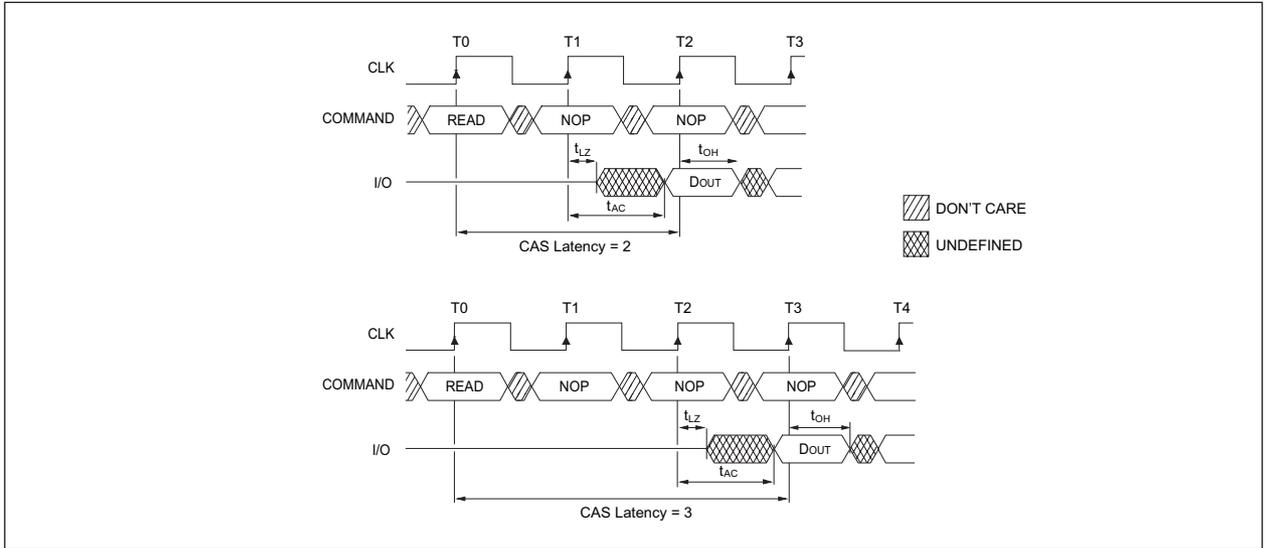 T0 T1 T2 T3
CLK
COMMAND READ NOP NOP
tLZ tOH
I/O DOUT
tAC
CAS Latency = 2
DON'T CARE
UNDEFINED
T0 T1 T2 T3 T4
CLK
COMMAND READ NOP NOP NOP
tLZ tOH
I/O DOUT
tAC
CAS Latency = 3